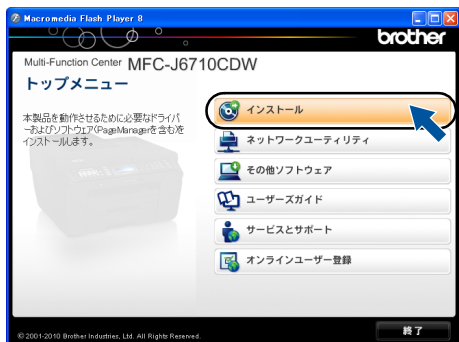 Macromedia Flash Player 8
brother
Multi-Function Center MFC-J6710CDW
トップメニュー
本製品を動作させるために必要なドライバ
ーおよびソフトウェア(PageManagerを含む)を
インストールします。
インストール
ネットワークユーティリティ
その他ソフトウェア
ユーザーズガイド
サービスとサポート
オンラインユーザー登録
© 2001-2010 Brother Industries, Ltd. All Rights Reserved.
終了